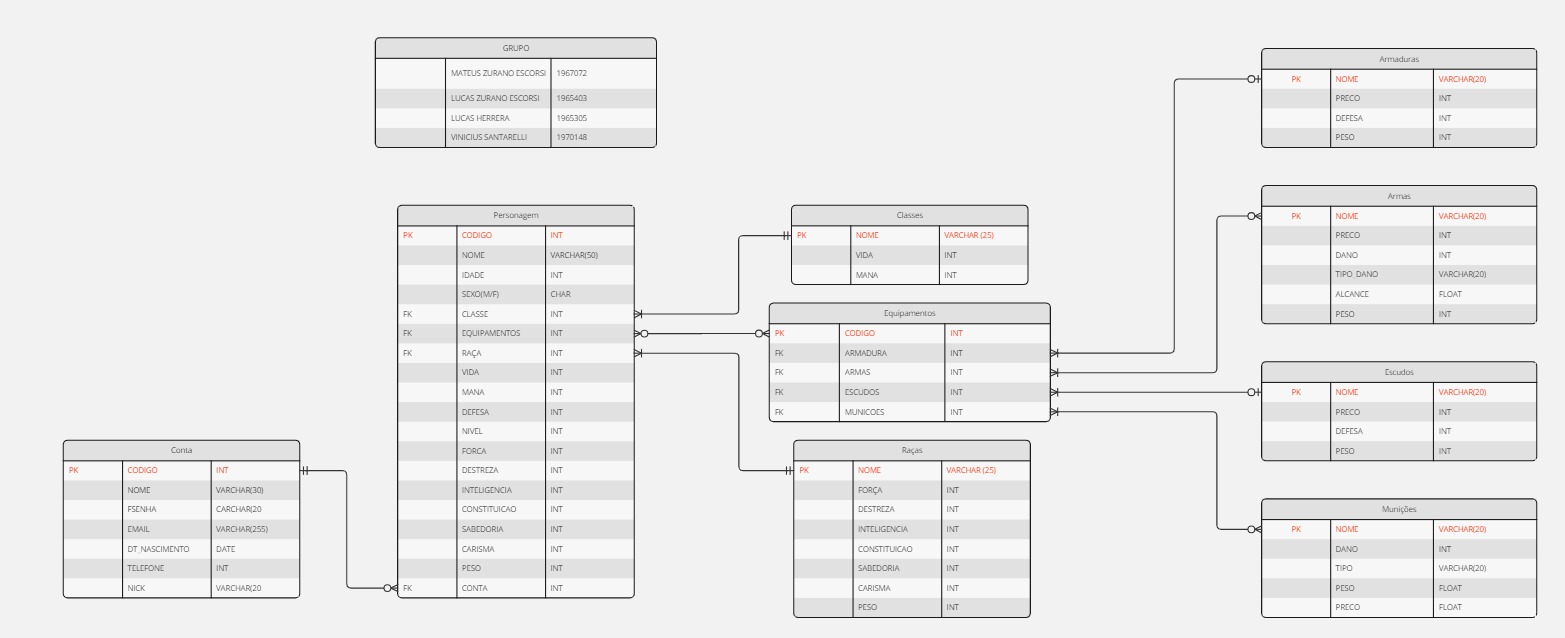 GRUPO
MATEUS ZURANO ESCORSI 1967072
LUCAS ZURANO ESCORSI 1965403
LUCAS HERRERA 1965305
VINICIUS SANTARELLI 1970148
Personagem
PK CODIGO INT
NOME VARCHAR(50)
IDADE INT
SEXO(M/F) CHAR
FK CLASSE INT
FK EQUIPAMENTOS INT
FK RAÇA INT
VIDA INT
MANA INT
DEFESA INT
NIVEL INT
FORCA INT
DESTREZA INT
INTELIGENCIA INT
CONSTITUICAO INT
SABEDORIA INT
CARISMA INT
PESO INT
FK CONTA INT
Conta
PK CODIGO INT
NOME VARCHAR(30)
FSENHA CARCHAR(20
EMAIL VARCHAR(255)
DT_NASCIMENTO DATE
TELEFONE INT
NICK VARCHAR(20
Classes
PK NOME VARCHAR (25)
VIDA INT
MANA INT
Equipamentos
PK CODIGO INT
FK ARMADURA INT
FK ARMAS INT
FK ESCUDOS INT
FK MUNICOES INT
Raças
PK NOME VARCHAR (25)
FORÇA INT
DESTREZA INT
INTELIGENCIA INT
CONSTITUICAO INT
SABEDORIA INT
CARISMA INT
PESO INT
Armaduras
PK NOME VARCHAR(20)
PRECO INT
DEFESA INT
PESO INT
Armas
PK NOME VARCHAR(20)
PRECO INT
DANO INT
TIPO_DANO VARCHAR(20)
ALCANCE FLOAT
PESO INT
Escudos
PK NOME VARCHAR(20)
PRECO INT
DEFESA INT
PESO INT
Munições
PK NOME VARCHAR(20)
DANO INT
TIPO VARCHAR(20)
PESO FLOAT
PRECO FLOAT